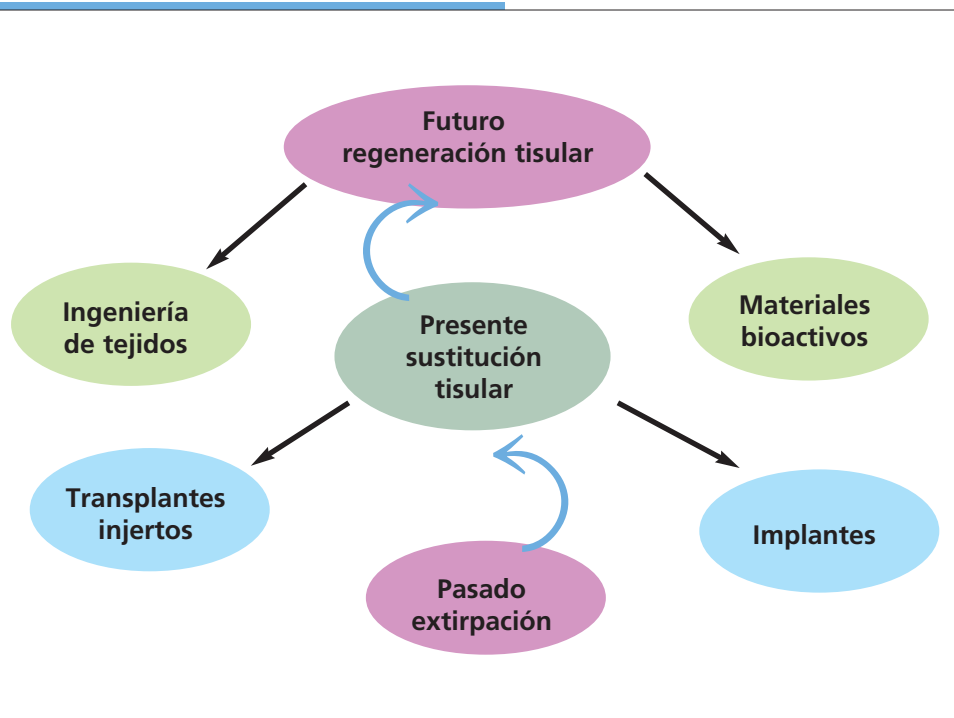 Futuro
regeneración tisular
Ingeniería
de tejidos
Materiales
bioactivos
Presente
sustitución
tisular
Transplantes
injertos
Implantes
Pasado
extirpación